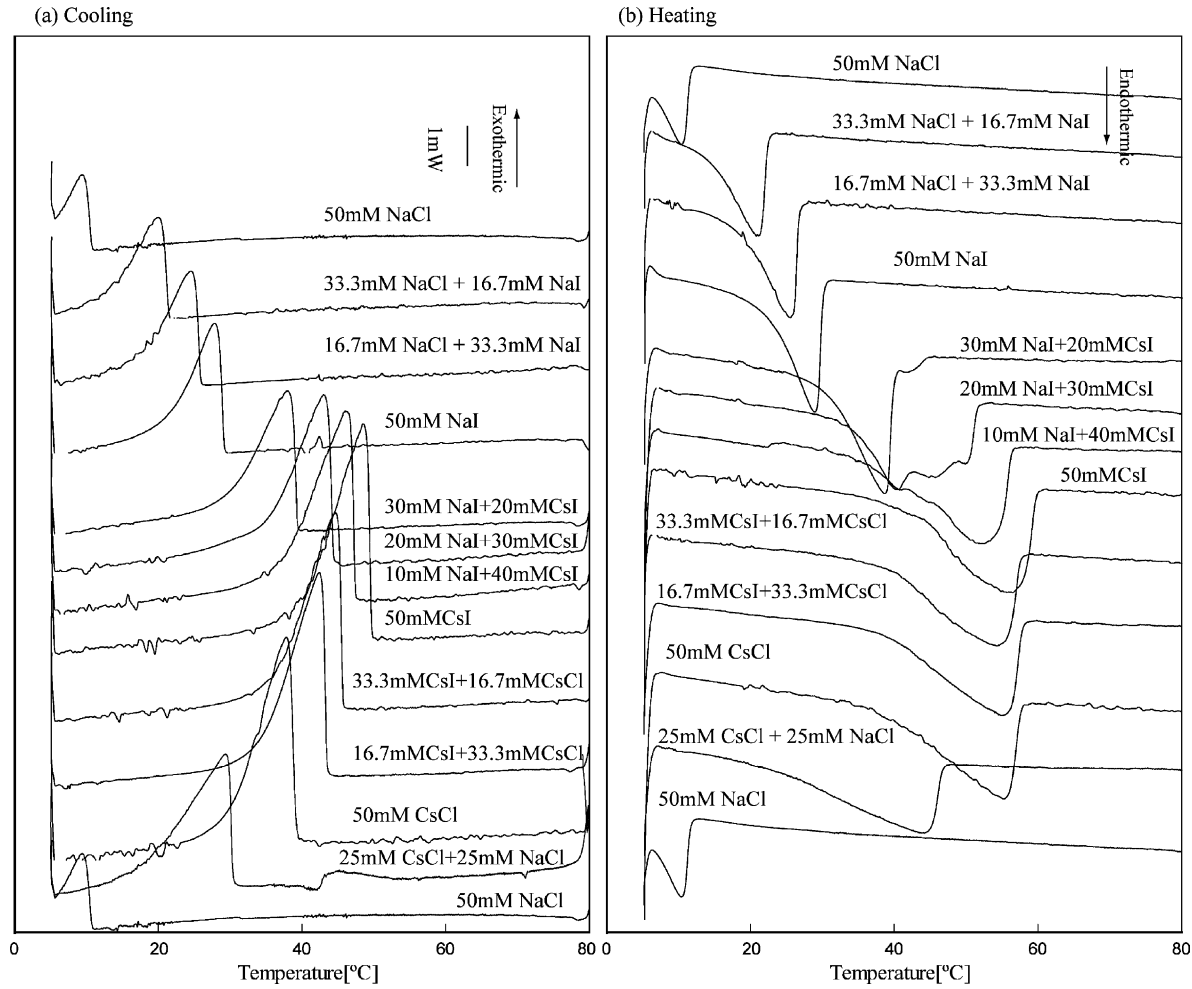 (a) Cooling
(b) Heating
Exothermic
1mW
50mM NaCl
33.3mM NaCl + 16.7mM NaI
16.7mM NaCl + 33.3mM NaI
50mM NaI
30mM NaI+20mMCsI
20mM NaI+30mMCsI
10mM NaI+40mMCsI
50mMCsI
33.3mMCsI+16.7mMCsCl
16.7mMCsI+33.3mMCsCl
50mM CsCl
25mM CsCl+25mM NaCl
50mM NaCl
0 20 40 60 80
Temperature[°C]
Endothermic
50mM NaCl
33.3mM NaCl + 16.7mM NaI
16.7mM NaCl + 33.3mM NaI
50mM NaI
30mM NaI+20mMCsI
20mM NaI+30mMCsI
10mM NaI+40mMCsI
50mMCsI
33.3mMCsI+16.7mMCsCl
16.7mMCsI+33.3mMCsCl
50mM CsCl
25mM CsCl + 25mM NaCl
50mM NaCl
0 20 40 60 80
Temperature[°C]